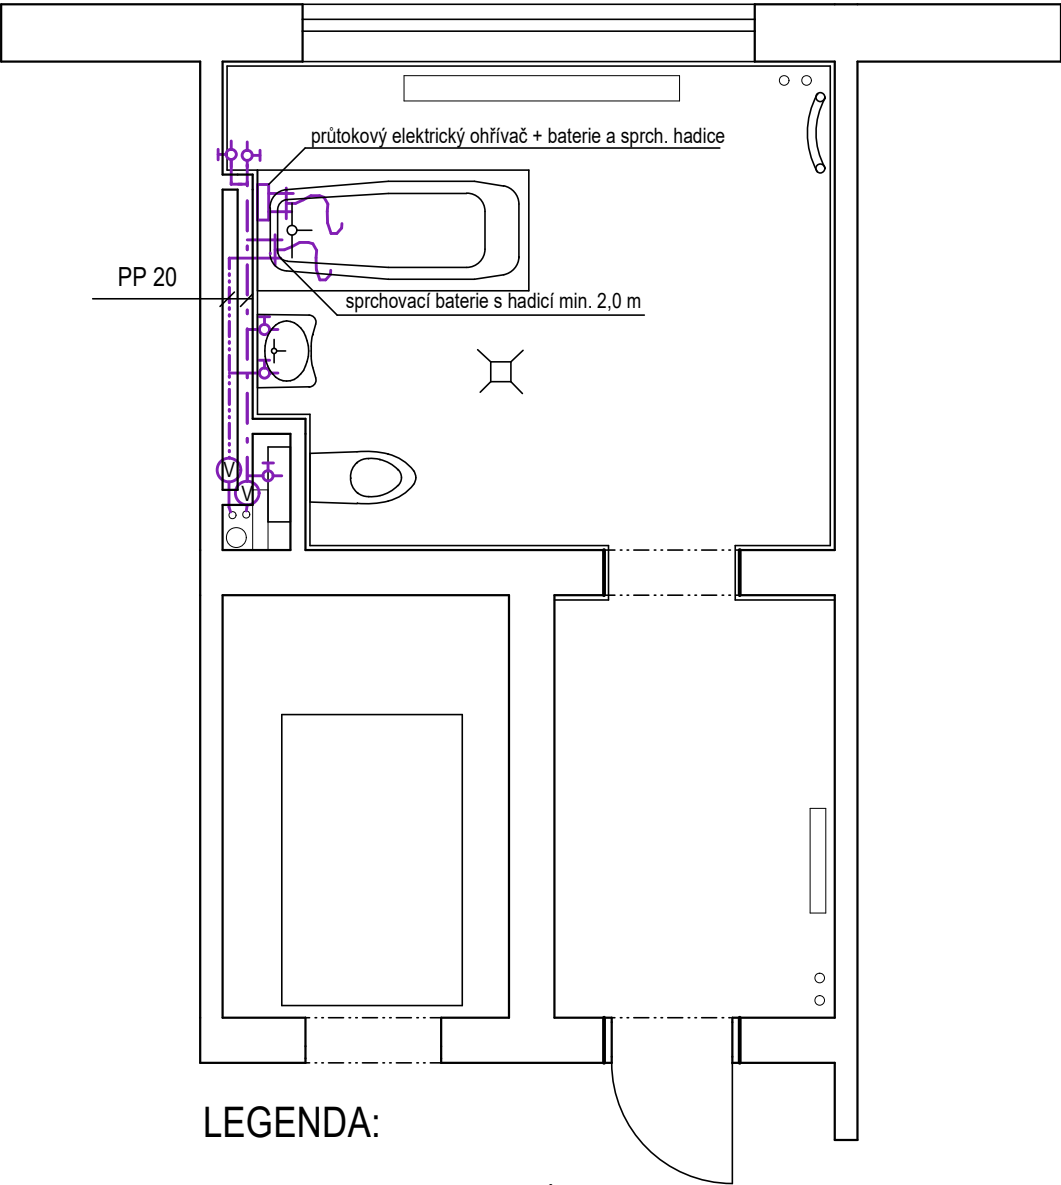 průtokový elektrický ohřívač + baterie a sprch. hadice
PP 20
sprchovací baterie s hadicí min. 2,0 m
V
V
LEGENDA: